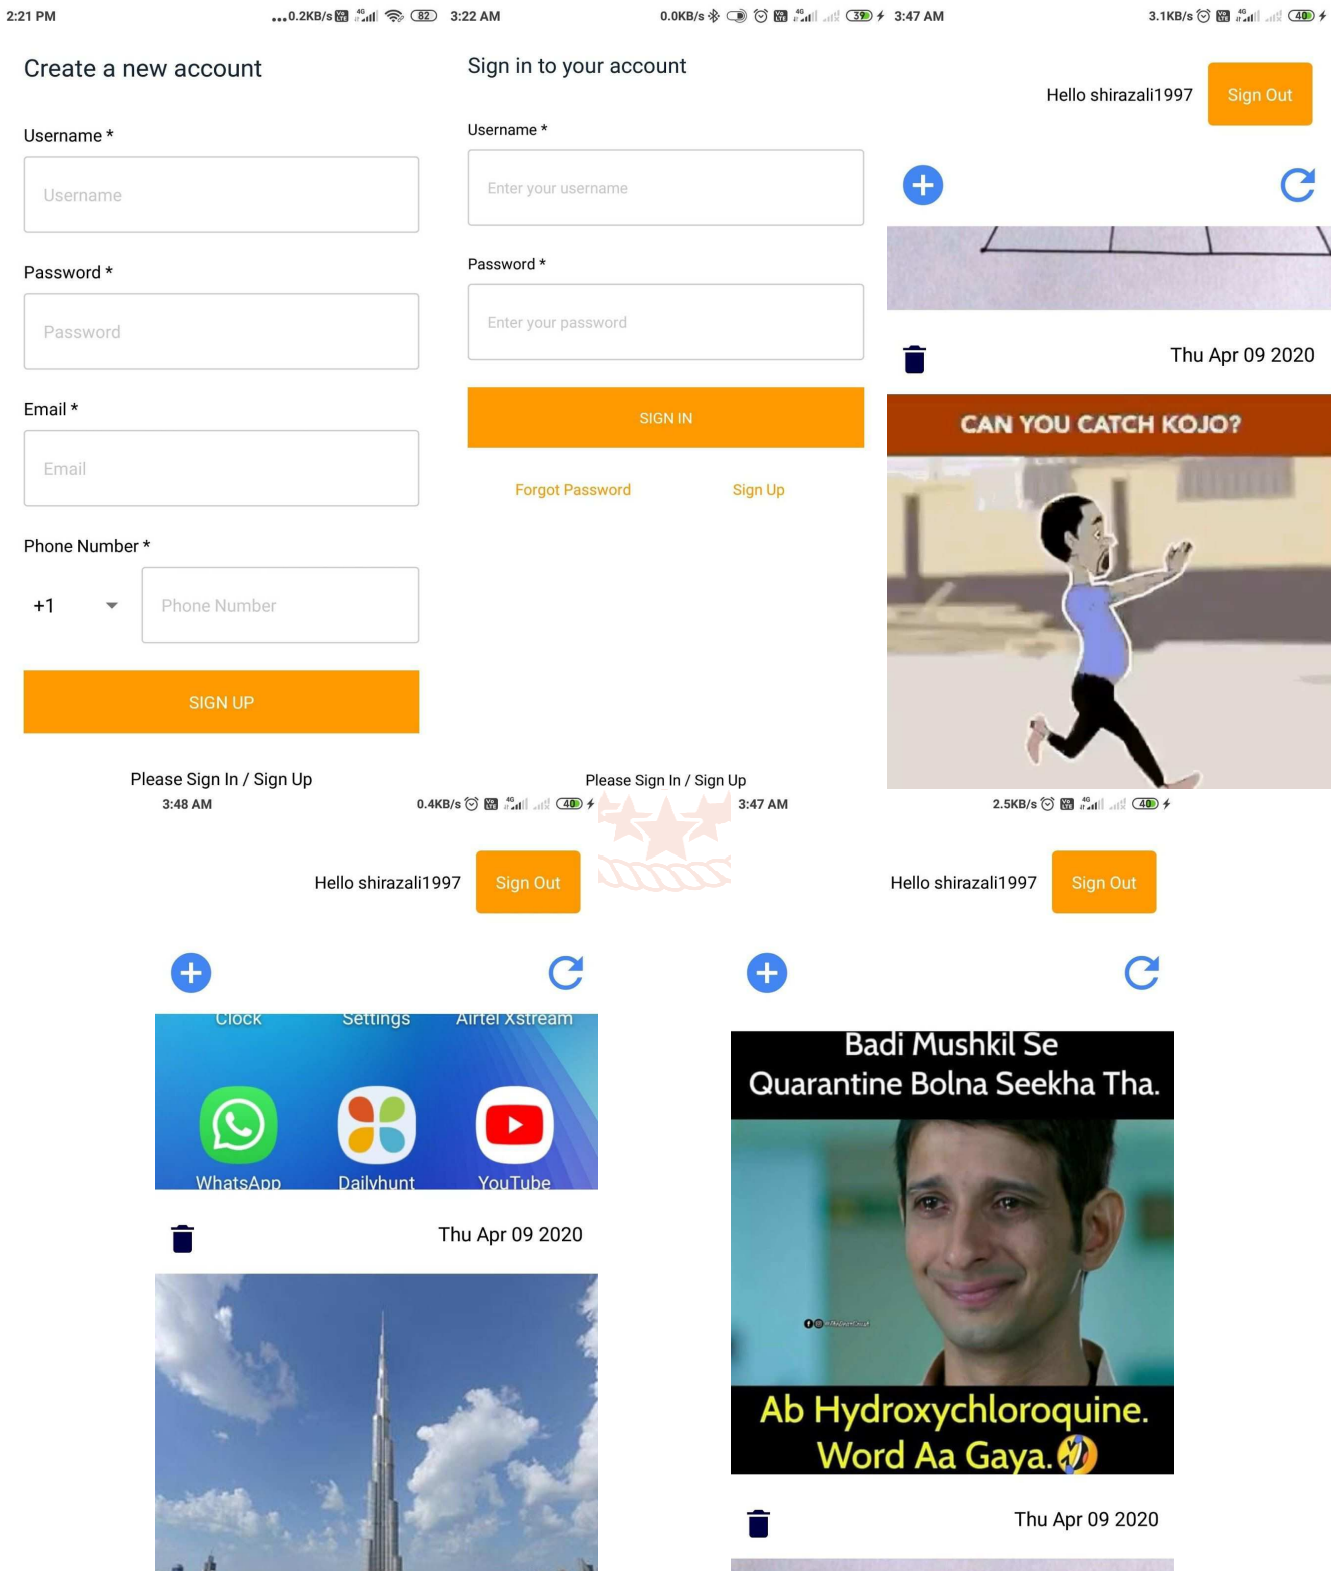 2:21 PM
...0.2KB/s 4G 82
Create a new account
Username *
Username
Password *
Password
Email *
Email
Phone Number *
+1
Phone Number
SIGN UP
Please Sign In / Sign Up
3:22 AM
0.0KB/s 4G 39
Sign in to your account
Username *
Enter your username
Password *
Enter your password
SIGN IN
Forgot Password Sign Up
Please Sign In / Sign Up
3:47 AM
3.1KB/s 4G 40
Hello shirazali1997 Sign Out
Thu Apr 09 2020
CAN YOU CATCH KOJO?
3:48 AM
0.4KB/s 4G 40
Hello shirazali1997 Sign Out
Clock Settings Airtel Xstream
WhatsApp Dailyhunt YouTube
Thu Apr 09 2020
3:47 AM
2.5KB/s 4G 40
Hello shirazali1997 Sign Out
Badi Mushkil Se
Quarantine Bolna Seekha Tha.
Ab Hydroxychloroquine.
Word Aa Gaya.🤣
Thu Apr 09 2020